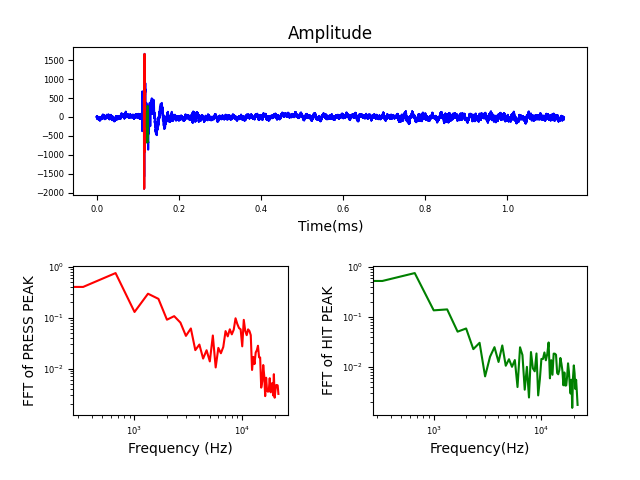 Amplitude
1500
1000
500
0
−500
−1000
−1500
−2000
0.0 0.2 0.4 0.6 0.8 1.0
Time(ms)
FFT of PRESS PEAK
10⁰
10⁻¹
10⁻²
10³ 10⁴
Frequency (Hz)
FFT of HIT PEAK
10⁰
10⁻¹
10⁻²
10³ 10⁴
Frequency(Hz)